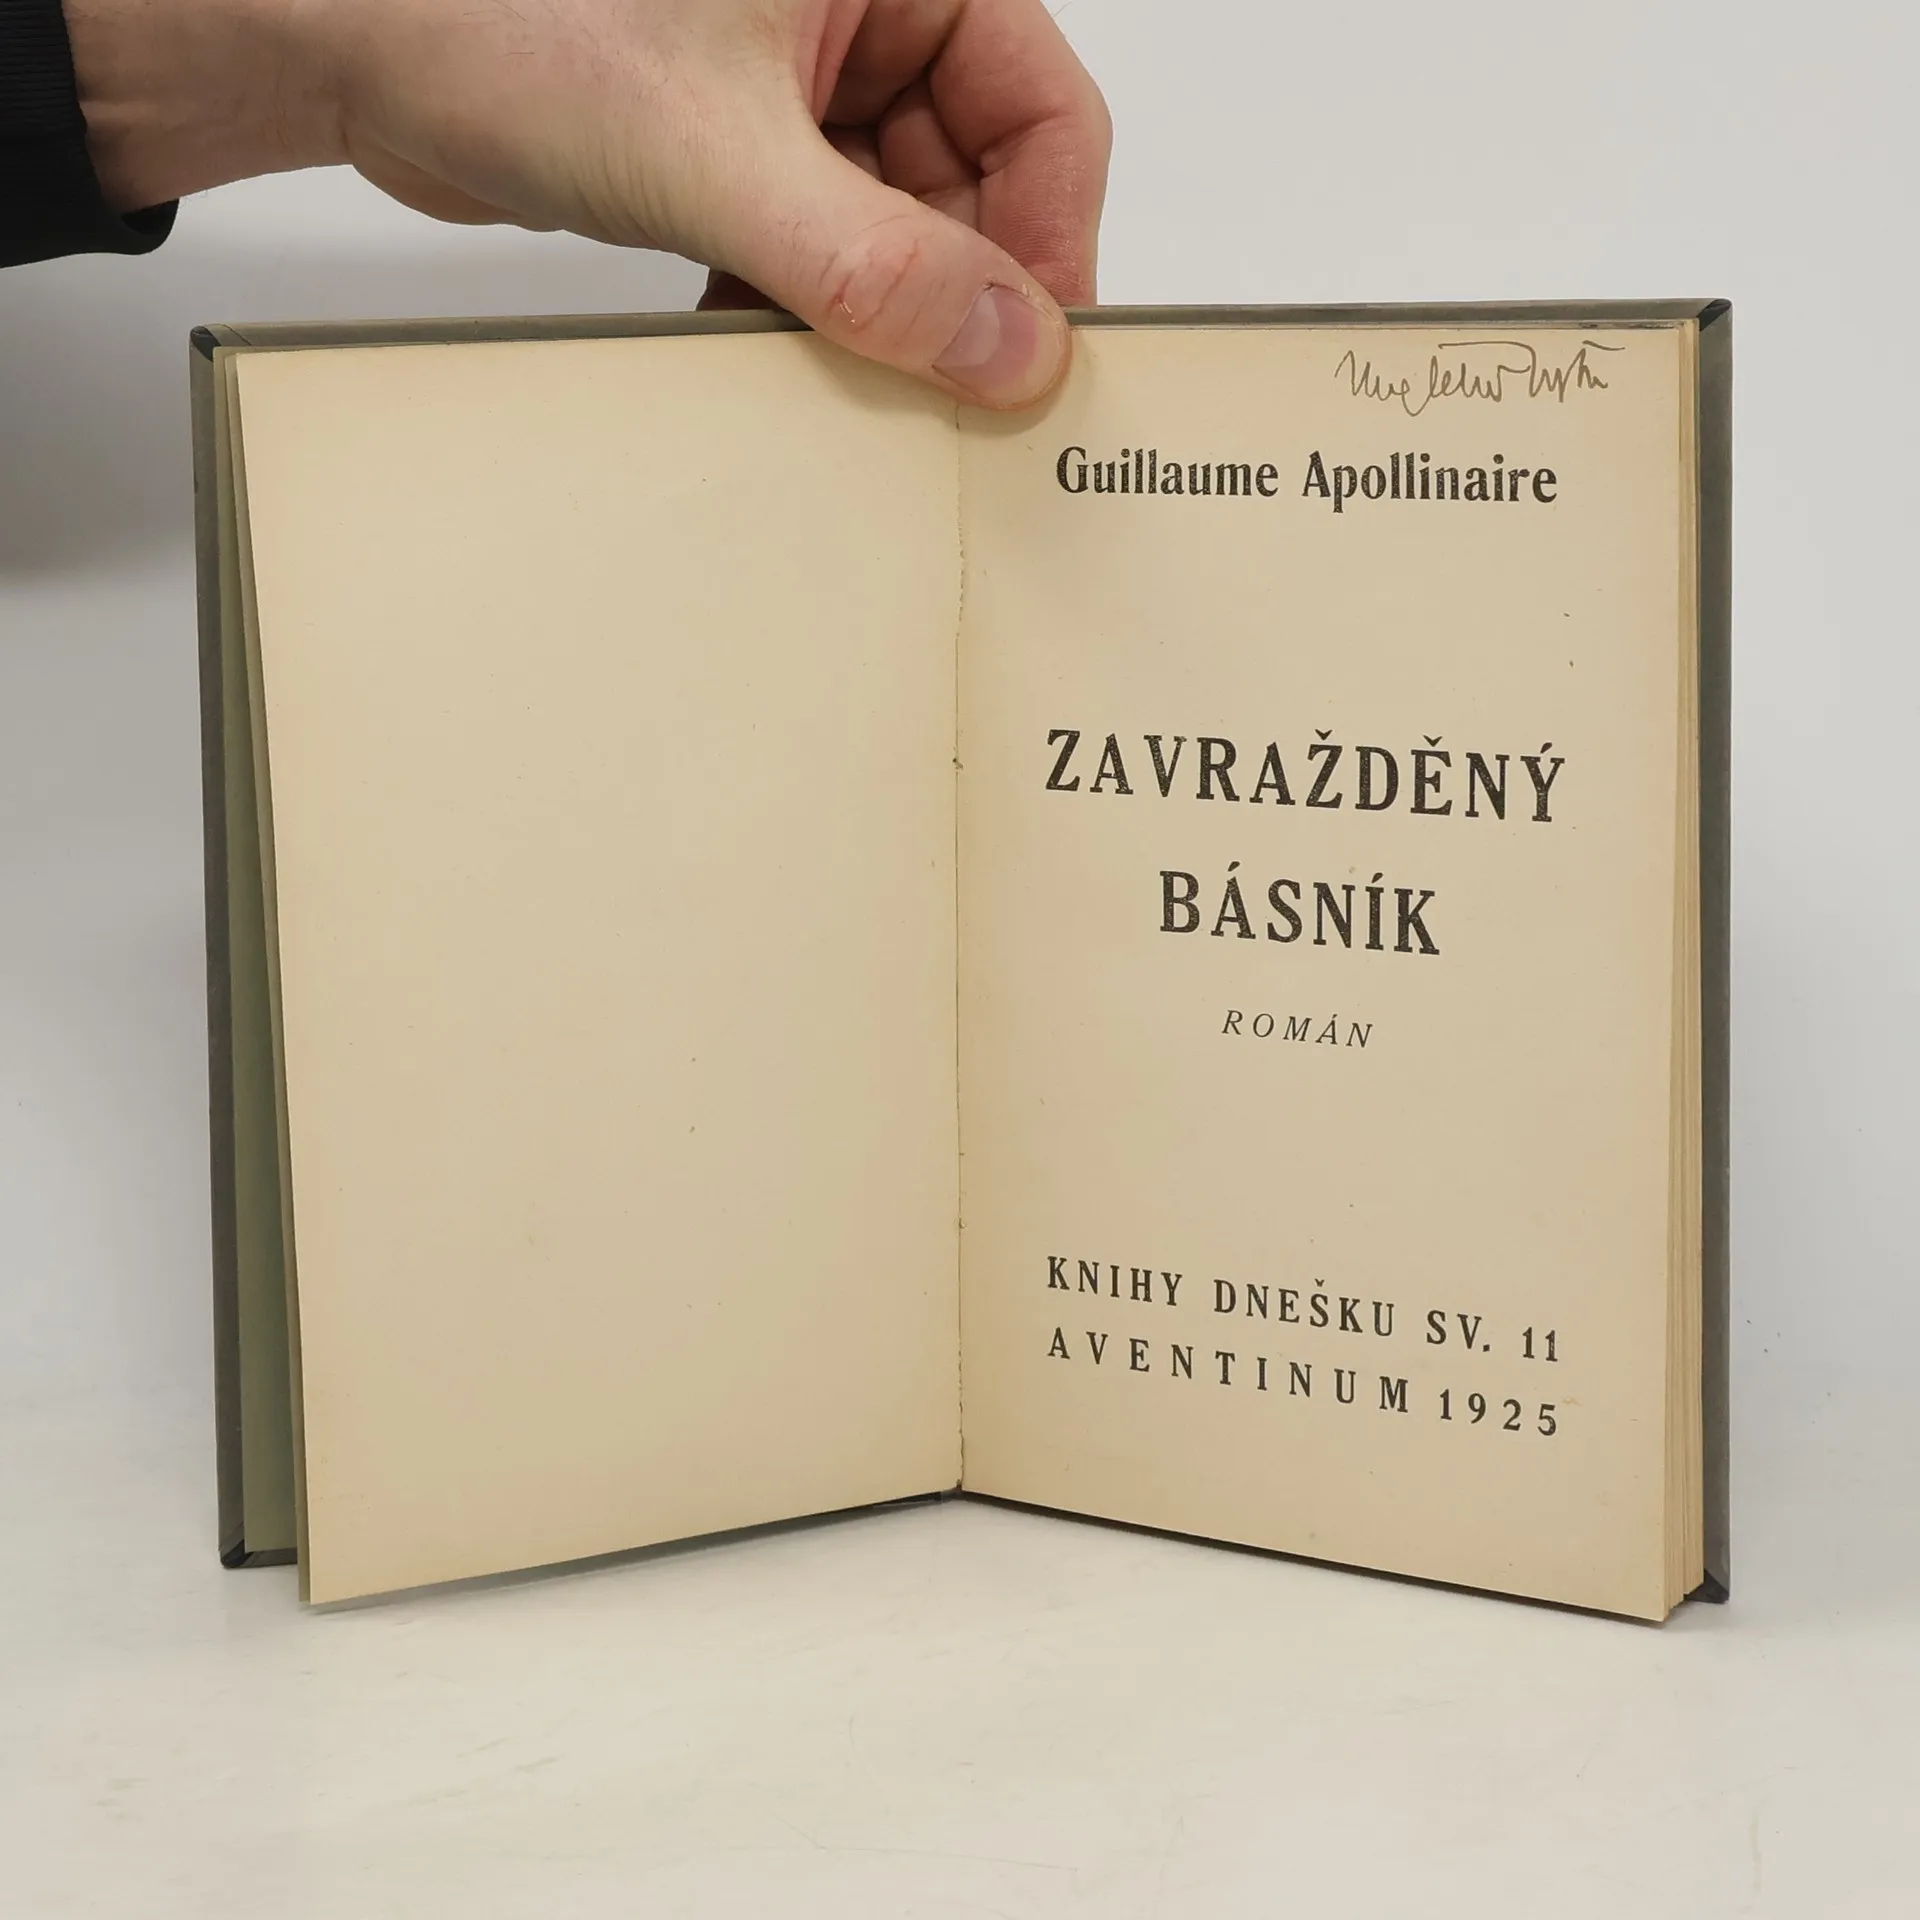 Guillaume Apollinaire
ZAVRAŽDĚNÝ
BÁSNÍK
ROMÁN
KNIHY DNEŠKU SV. 11
AVENTINUM 1925